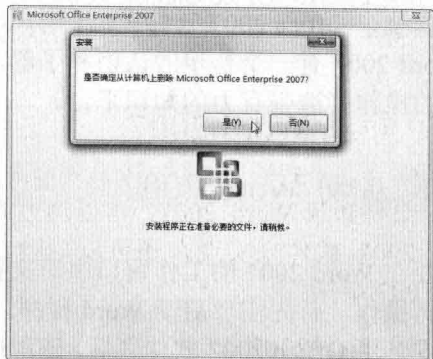 Microsoft Office Enterprise 2007
安装
是否确定从计算机上删除 Microsoft Office Enterprise 2007?
是(Y)
否(N)
安装程序正在准备必要的文件，请稍候。